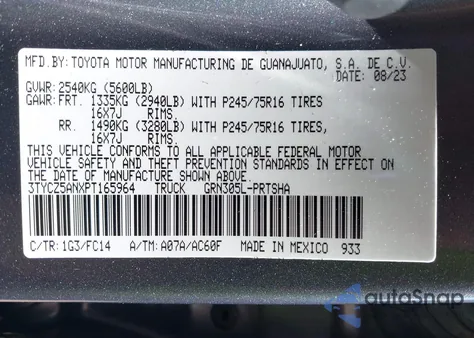 MFD.BY:TOYOTA MOTOR MANUFACTURING DE GUANAJUATO, S.A. DE C.V.
DATE: 08/23
GVWR: 2540KG (5600LB)
GAWR: FRT. 1335KG (2940LB) WITH P245/75R16 TIRES
16X7J RIMS.
RR. 1490KG (3280LB) WITH P245/75R16 TIRES
16X7J RIMS.
THIS VEHICLE CONFORMS TO ALL APPLICABLE FEDERAL MOTOR
VEHICLE SAFETY AND THEFT PREVENTION STANDARDS IN EFFECT ON
THE DATE OF MANUFACTURE SHOWN ABOVE.
3TYCZ5ANXPT165964 TRUCK GRN305L-PRTSHA
C/TR: 1G3/FC14 A/TM: A07A/AC60F MADE IN MEXICO 933
autoSnap